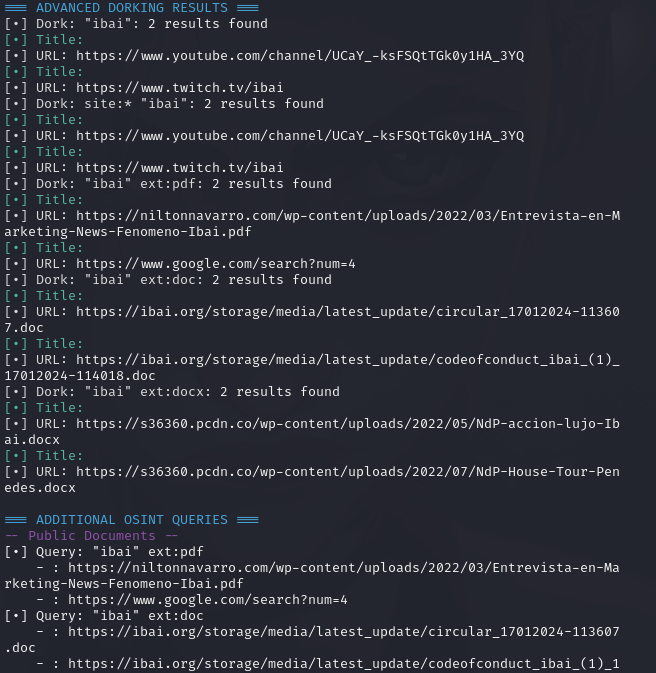 === ADVANCED DORKING RESULTS ===
[•] Dork: "ibai": 2 results found
[•] Title:
[•] URL: https://www.youtube.com/channel/UCaY_-ksFSQtTGk0y1HA_3YQ
[•] Title:
[•] URL: https://www.twitch.tv/ibai
[•] Dork: site:* "ibai": 2 results found
[•] Title:
[•] URL: https://www.youtube.com/channel/UCaY_-ksFSQtTGk0y1HA_3YQ
[•] Title:
[•] URL: https://www.twitch.tv/ibai
[•] Dork: "ibai" ext:pdf: 2 results found
[•] Title:
[•] URL: https://niltonnavarro.com/wp-content/uploads/2022/03/Entrevista-en-M
arketing-News-Fenomeno-Ibai.pdf
[•] Title:
[•] URL: https://www.google.com/search?num=4
[•] Dork: "ibai" ext:doc: 2 results found
[•] Title:
[•] URL: https://ibai.org/storage/media/latest_update/circular_17012024-11360
7.doc
[•] Title:
[•] URL: https://ibai.org/storage/media/latest_update/codeofconduct_ibai_(1)_
17012024-114018.doc
[•] Dork: "ibai" ext:docx: 2 results found
[•] Title:
[•] URL: https://s36360.pcdn.co/wp-content/uploads/2022/05/NdP-accion-lujo-Ib
ai.docx
[•] Title:
[•] URL: https://s36360.pcdn.co/wp-content/uploads/2022/07/NdP-House-Tour-Pen
edes.docx
=== ADDITIONAL OSINT QUERIES ===
-- Public Documents --
[•] Query: "ibai" ext:pdf
- : https://niltonnavarro.com/wp-content/uploads/2022/03/Entrevista-en-Ma
rketing-News-Fenomeno-Ibai.pdf
- : https://www.google.com/search?num=4
[•] Query: "ibai" ext:doc
- : https://ibai.org/storage/media/latest_update/circular_17012024-113607
.doc
- : https://ibai.org/storage/media/latest_update/codeofconduct_ibai_(1)_1